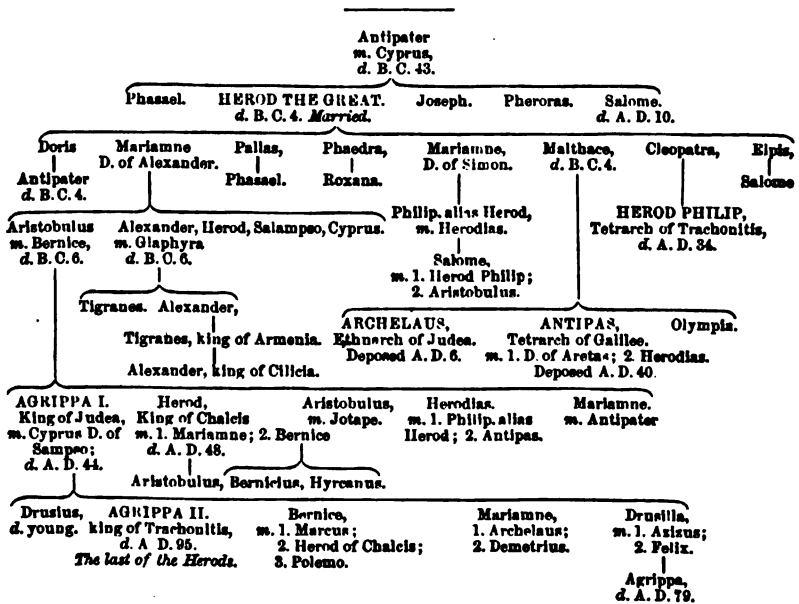 Antipater
m. Cyprus,
d. B. C. 43.
Phasael. HEROD THE GREAT. Joseph. Pheroras. Salome.
d. B. C. 4. Married. d. A. D. 10.
Doris Mariamne Pallas, Phaedra, Mariamne, Malthace, Cleopatra, Elpis,
D. of Alexander. D. of Simon. d. B. C. 4.
Antipater Phasael. Roxana. Salome
d. B. C. 4.
Philip. alias Herod, HEROD PHILIP,
m. Herodias. Tetrarch of Trachonitis,
d. A. D. 34.
Aristobulus Alexander, Herod, Salampso, Cyprus.
m. Bernice, m. Glaphyra
d. B. C. 6. d. B. C. 6.
Salome,
m. 1. Herod Philip;
2. Aristobulus.
Tigranes. Alexander,
Tigranes, king of Armenia.
Alexander, king of Cilicia.
ARCHELAUS, ANTIPAS, Olympia.
Ethnarch of Judea. Tetrarch of Galilee.
Deposed A. D. 6. m. 1. D. of Aretas; 2. Herodias.
Deposed A. D. 40.
AGRIPPA I. Herod, Aristobulus, Herodias. Mariamne.
King of Judea, King of Chalcis m. Jotape. m. 1. Philip. alias m. Antipater
m. Cyprus D. of m. 1. Mariamne; 2. Bernice Herod; 2. Antipas.
Sampso; d. A. D. 48.
d. A. D. 44.
Aristobulus, Bernicius, Hyrcanus.
Drusius, AGRIPPA II. Bernice, Mariamne, Drusilla,
d. young. king of Trachonitis, m. 1. Marcus; 1. Archelaus; m. 1. Azizus;
d. A D. 95. 2. Herod of Chalcis; 2. Demetrius. 2. Felix.
The last of the Herods. 3. Polemo.
Agrippa,
d. A. D. 79.